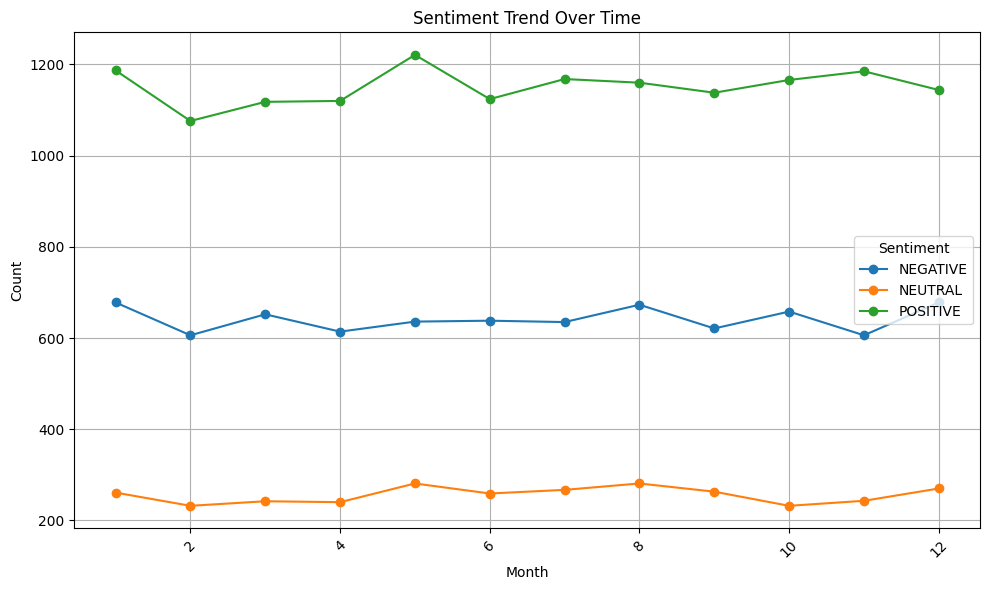 Sentiment Trend Over Time
1200
1000
800
600
400
200
Count
Sentiment
NEGATIVE
NEUTRAL
POSITIVE
2
4
6
8
10
12
Month